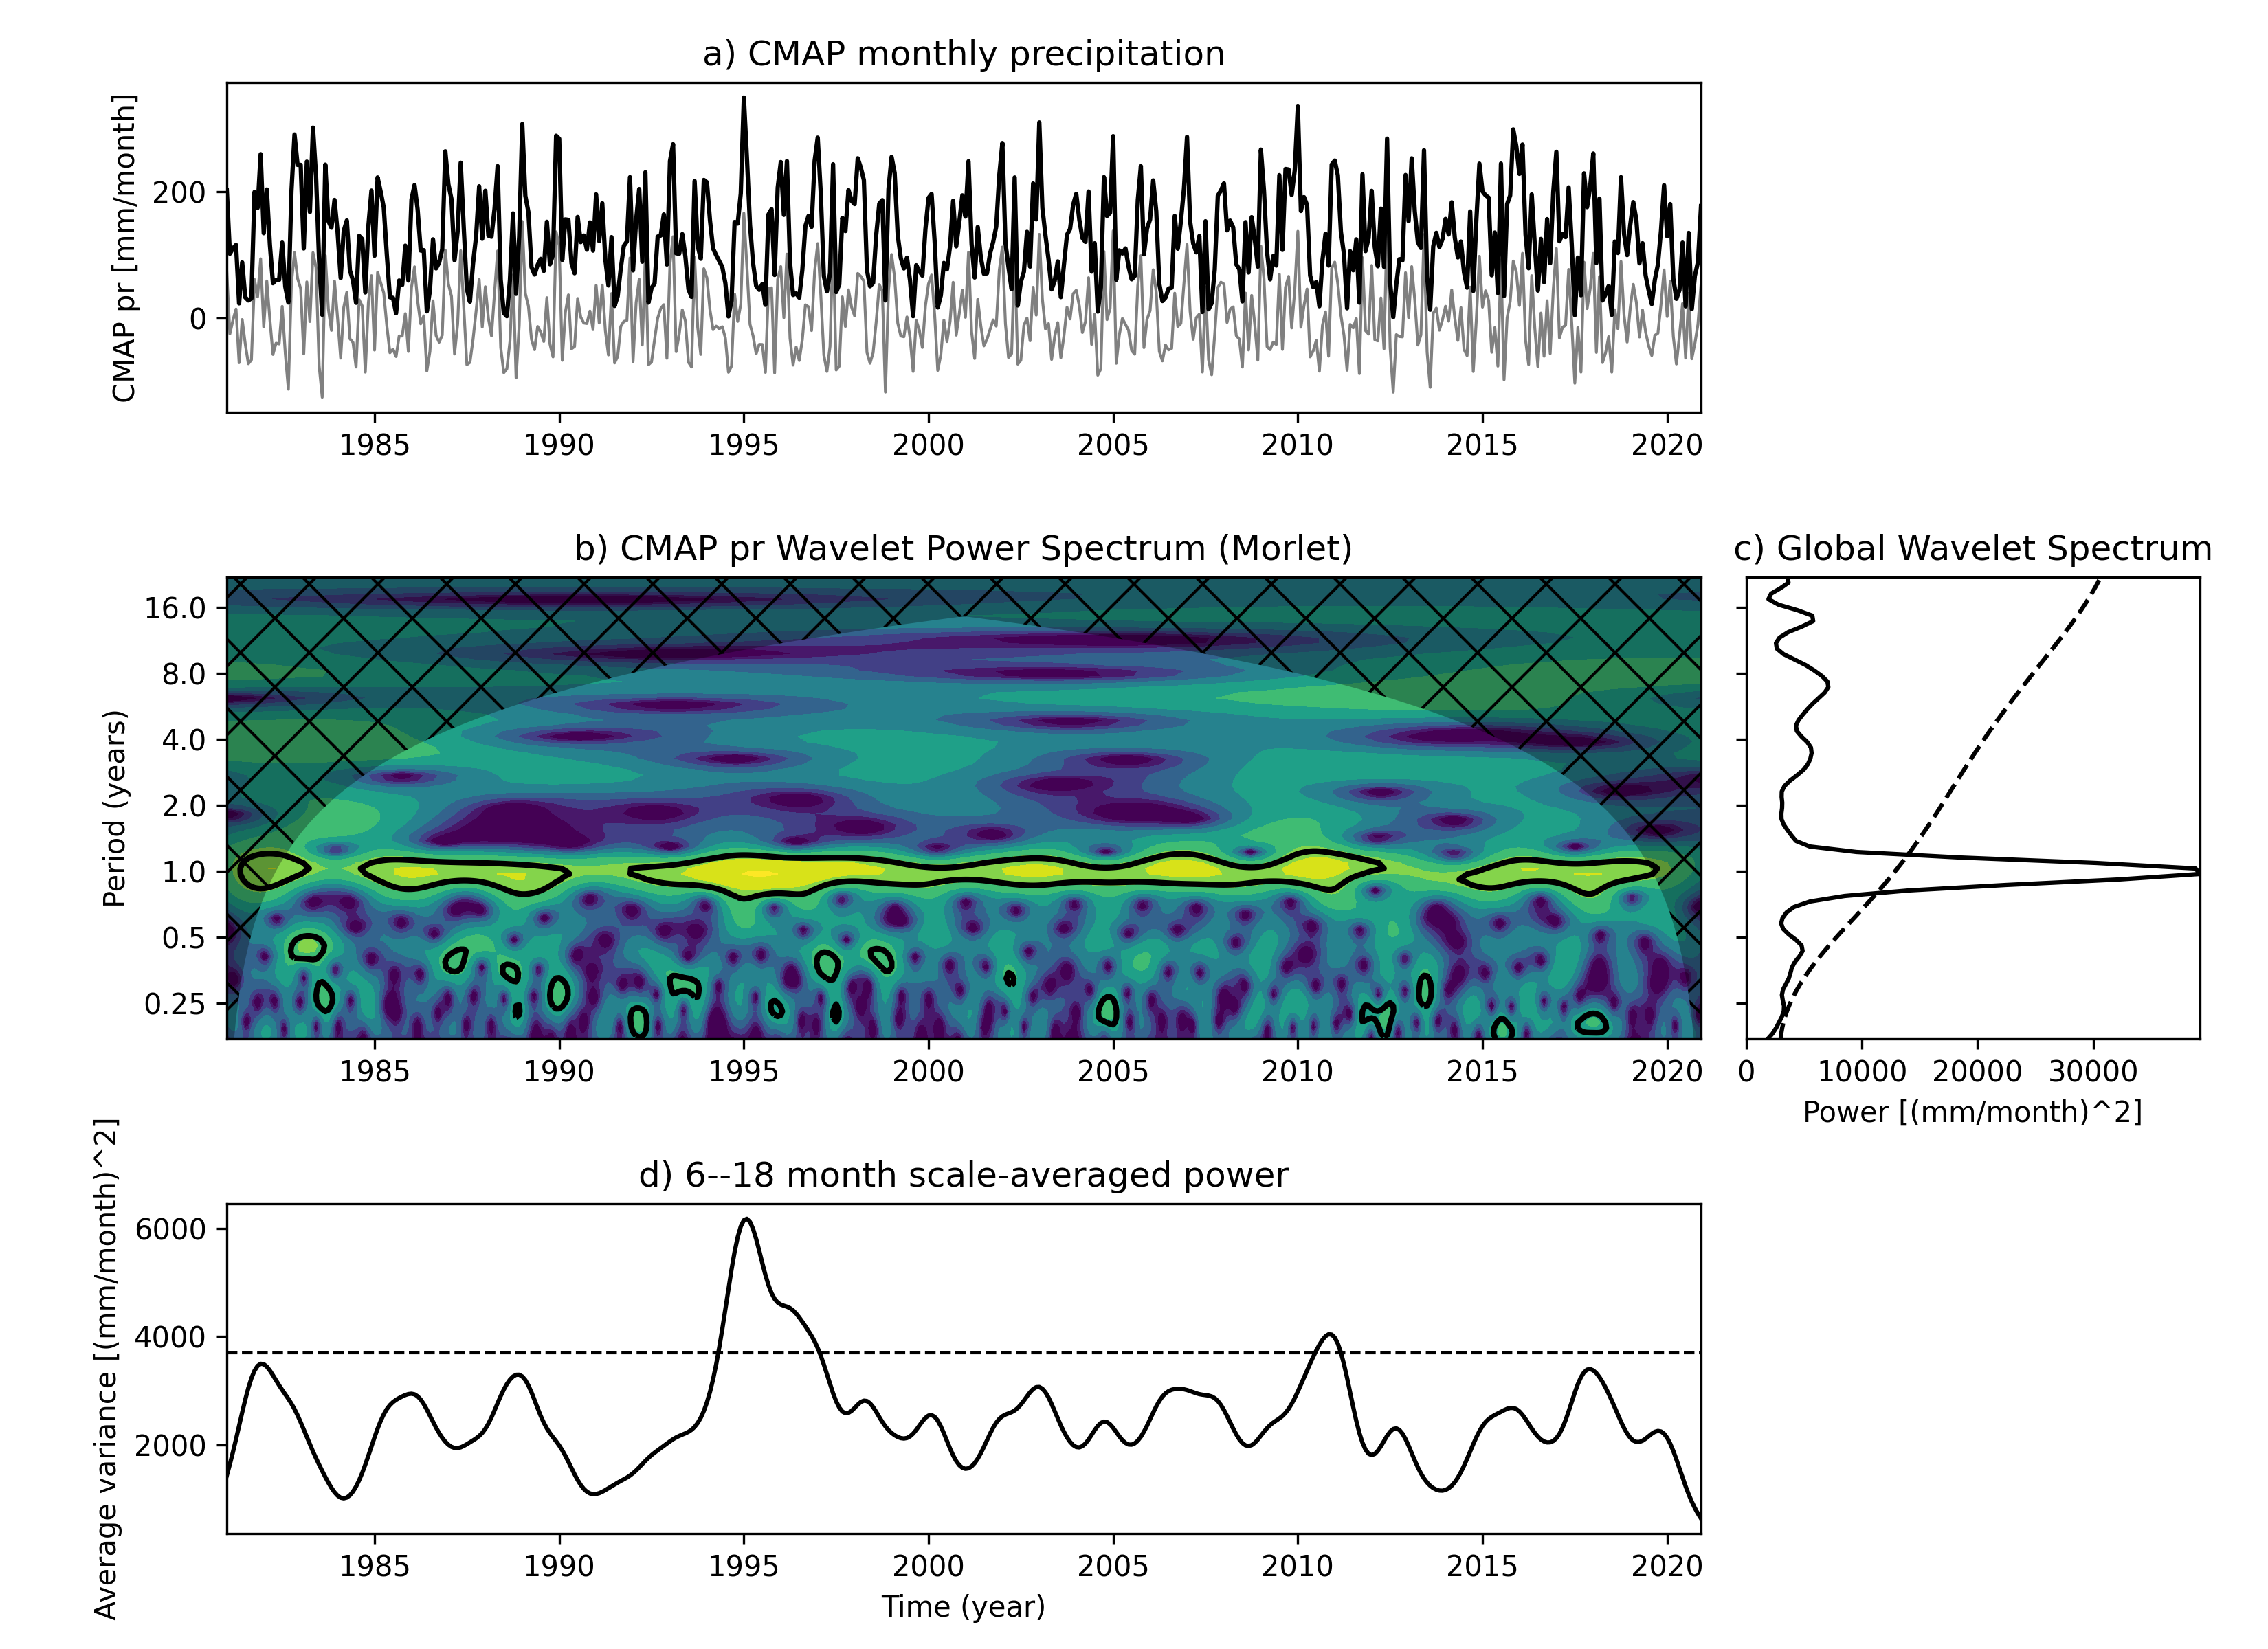 a) CMAP monthly precipitation
CMAP pr [mm/month]
200
0
1985 1990 1995 2000 2005 2010 2015 2020
b) CMAP pr Wavelet Power Spectrum (Morlet)
Period (years)
16.0
8.0
4.0
2.0
1.0
0.5
0.25
1985 1990 1995 2000 2005 2010 2015 2020
c) Global Wavelet Spectrum
0 10000 20000 30000
Power [(mm/month)^2]
d) 6--18 month scale-averaged power
Average variance [(mm/month)^2]
6000
4000
2000
1985 1990 1995 2000 2005 2010 2015 2020
Time (year)